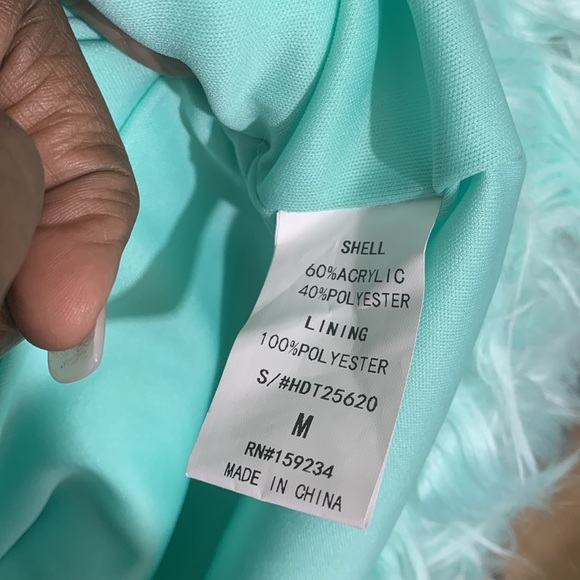 SHELL
60%ACRYLIC
40%POLYESTER
LINING
100%POLYESTER
S/#HDT25620
M
RN#159234
MADE IN CHINA